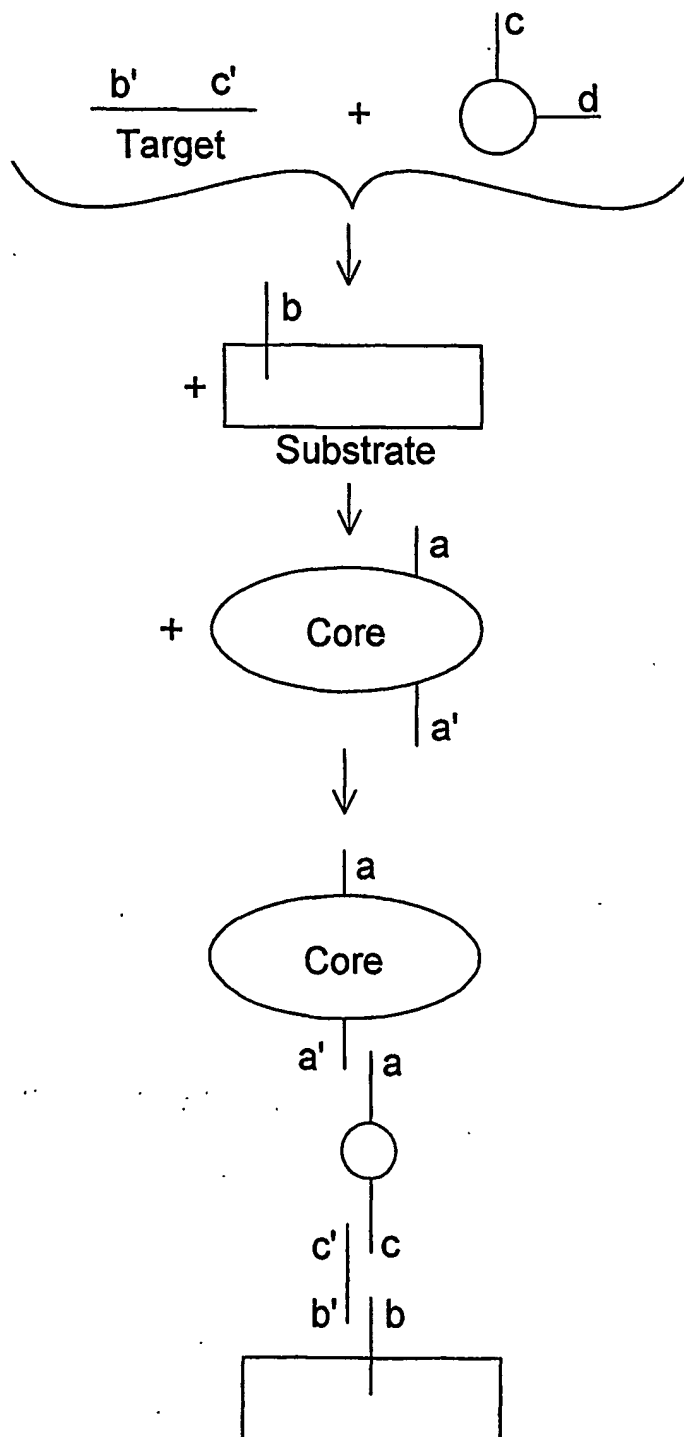 c
b' c' + d
Target
b
+
Substrate
a
+ Core
a'
a
Core
a' a
c' c
b' b